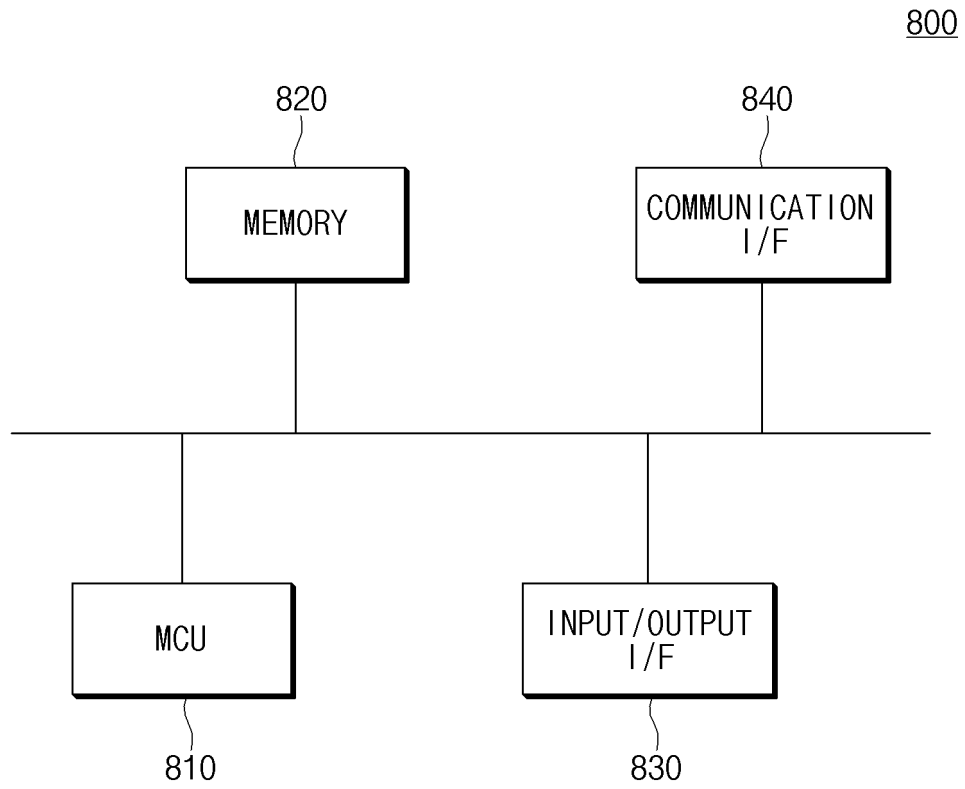 800
820
840
MEMORY
COMMUNICATION
I/F
MCU
INPUT/OUTPUT
I/F
810
830